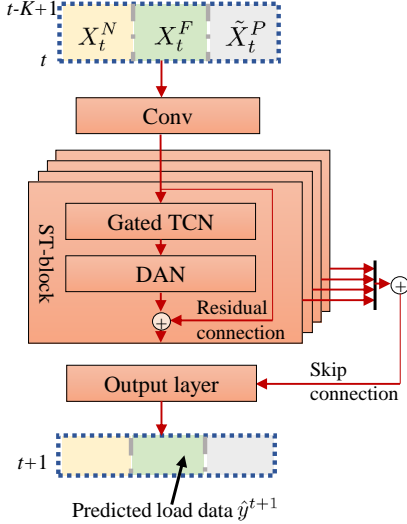 t-K+1
X_t^N X_t^F X̃_t^P
t
Conv
Gated TCN
ST-block
DAN
+
Residual
connection
+
Skip
connection
Output layer
t+1
Predicted load data ŷ^{t+1}